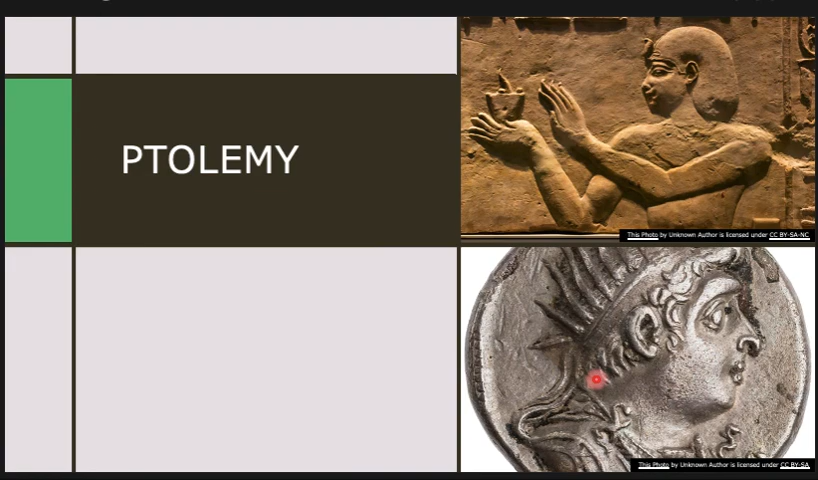 PTOLEMY
This Photo by Unknown Author is licensed under CC BY-SA-NC
This Photo by Unknown Author is licensed under CC BY-SA